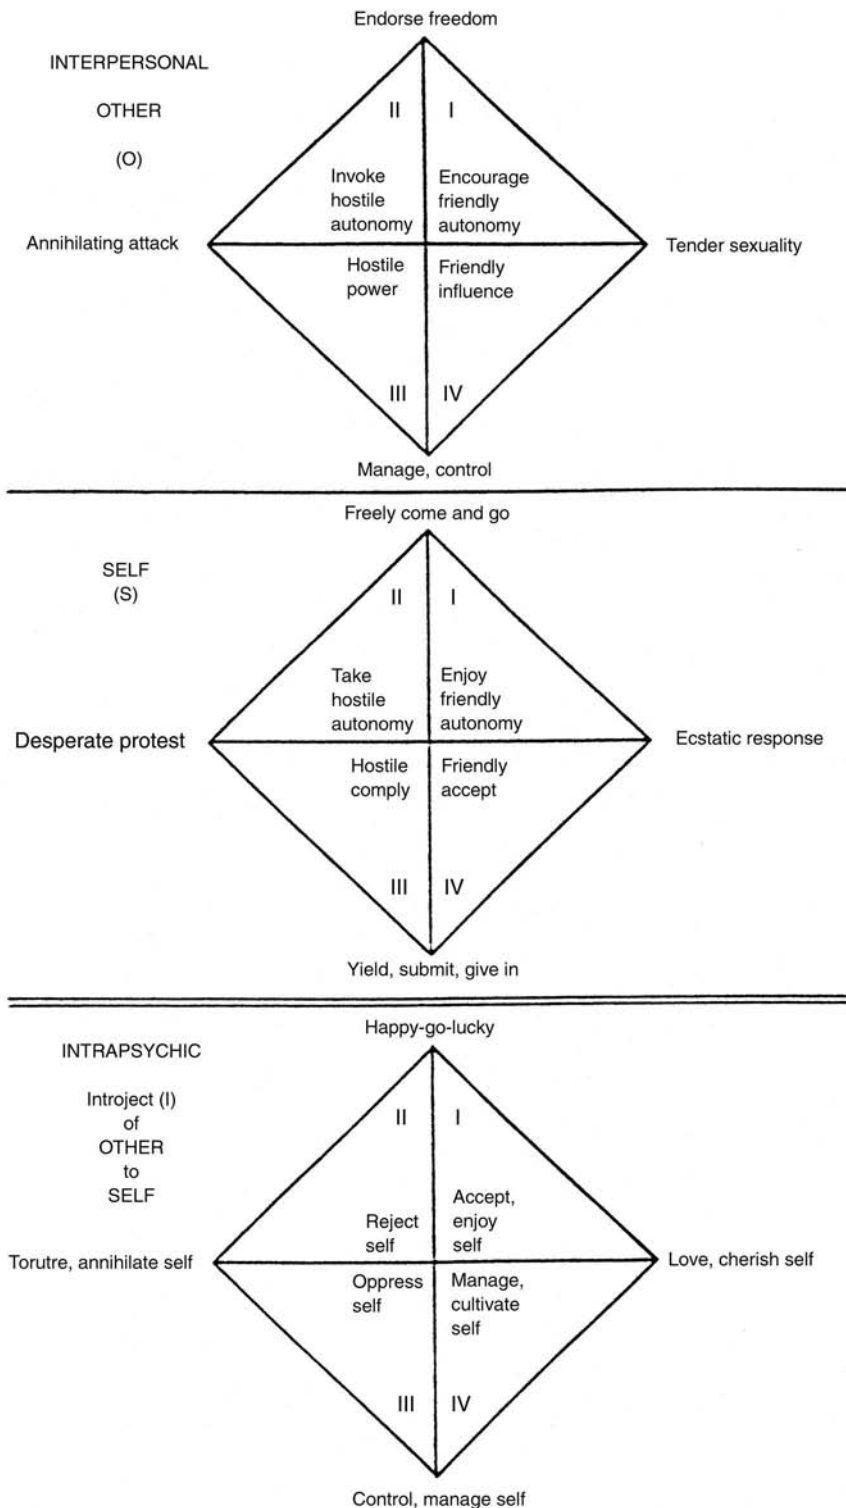 Endorse freedom
INTERPERSONAL
OTHER
(O)
II I
Invoke
hostile
autonomy
Encourage
friendly
autonomy
Annihilating attack
Tender sexuality
Hostile
power
Friendly
influence
III IV
Manage, control
Freely come and go
SELF
(S)
II I
Take
hostile
autonomy
Enjoy
friendly
autonomy
Desperate protest
Ecstatic response
Hostile
comply
Friendly
accept
III IV
Yield, submit, give in
Happy-go-lucky
INTRAPSYCHIC
Introject (I)
of
OTHER
to
SELF
II I
Reject
self
Accept,
enjoy
self
Torutre, annihilate self
Love, cherish self
Oppress
self
Manage,
cultivate
self
III IV
Control, manage self